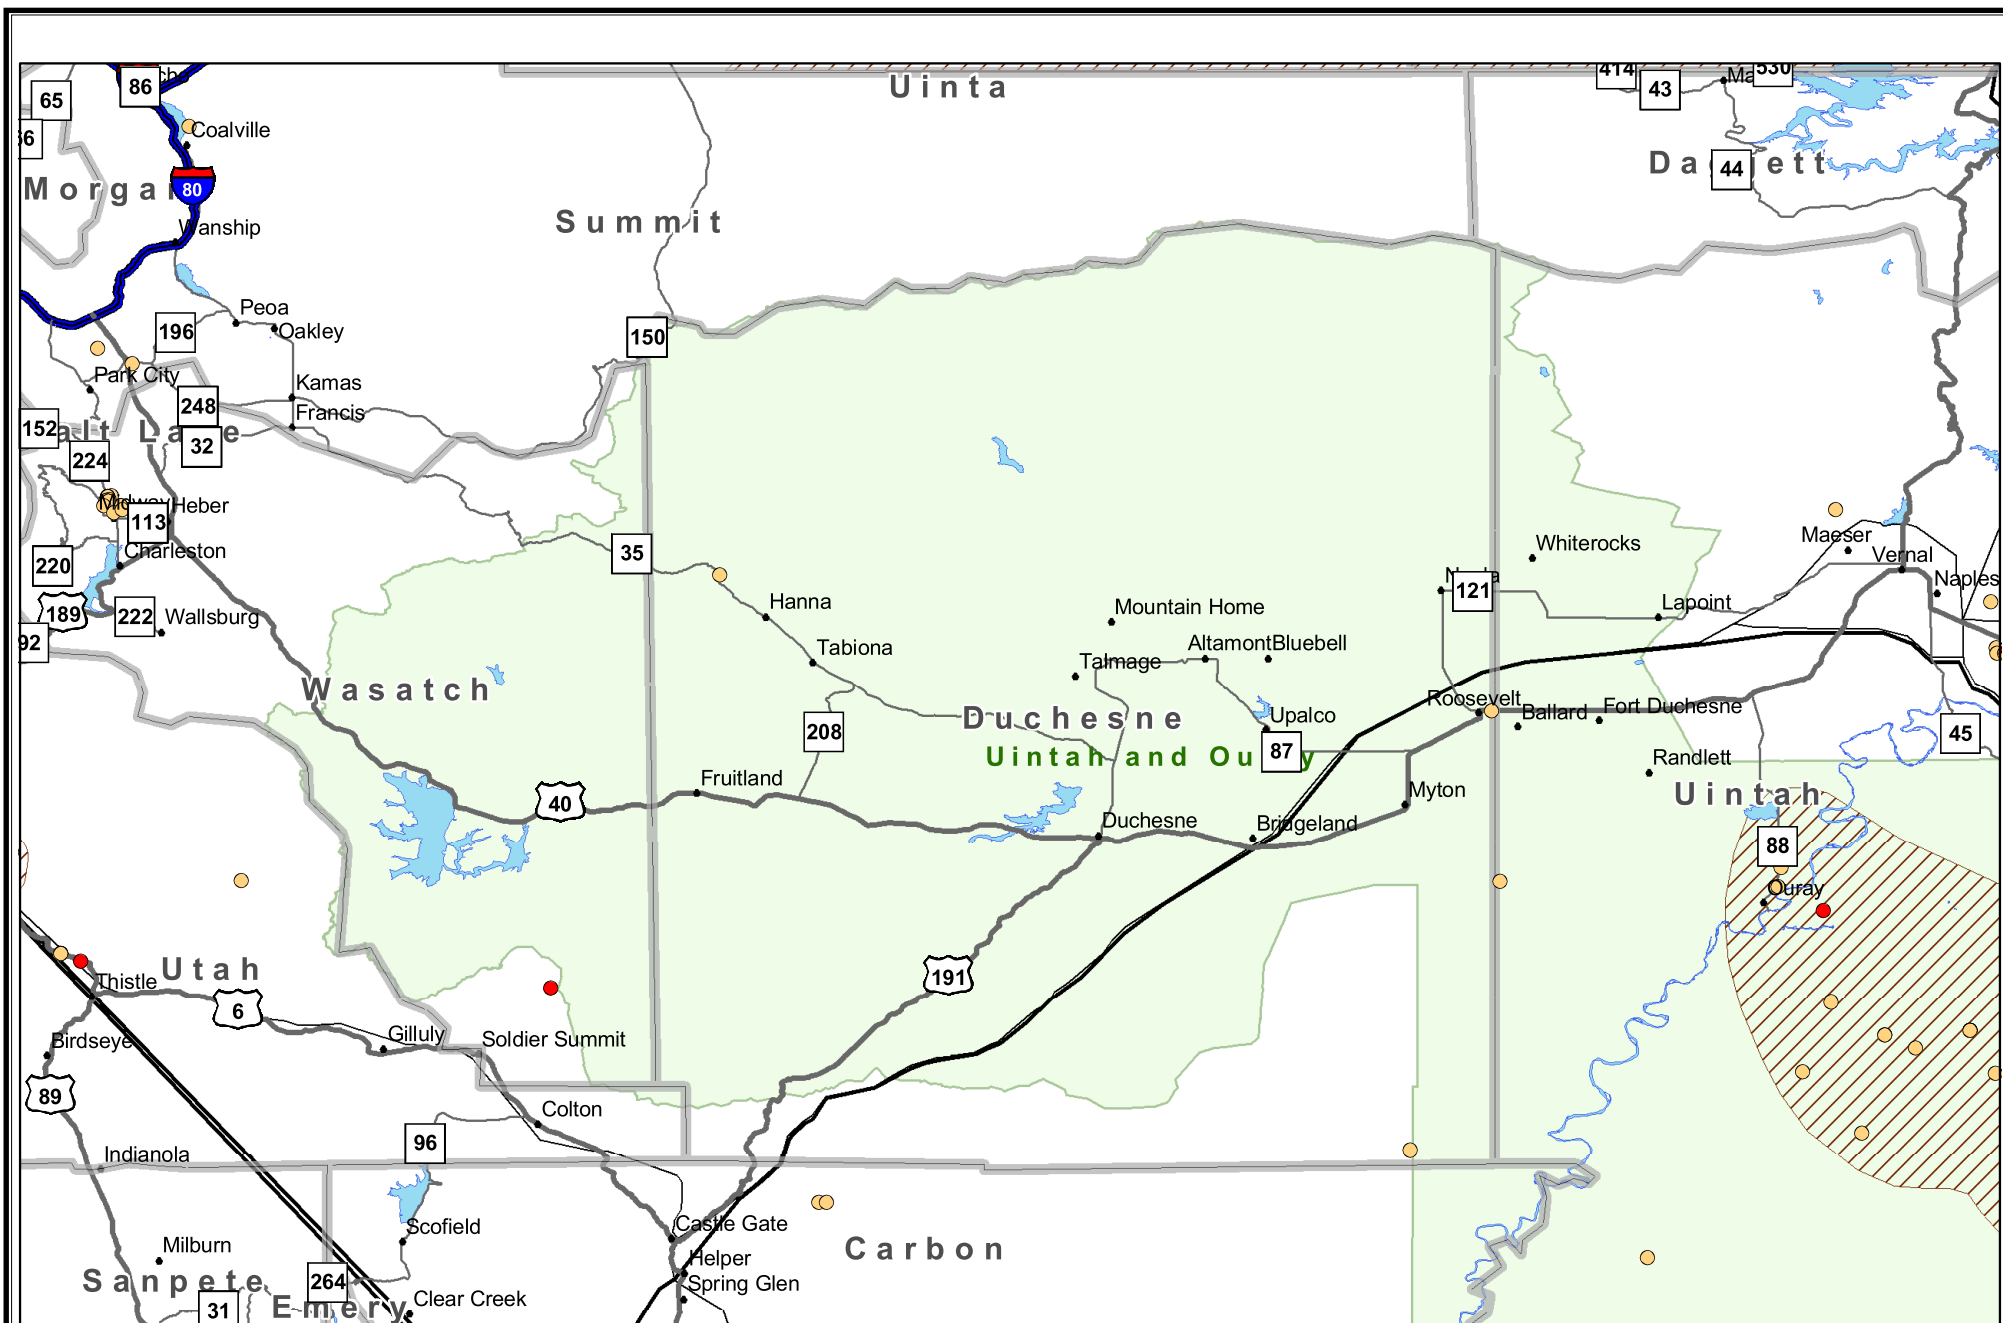 Uinta
414
530
43
65
86
Coalville
Morgan
80
44
Summit
Wanship
Peoa
196
Oakley
150
Park City
Kamas
248
Francis
152
32
224
Midway
Heber
113
Maeser
Vernal
Whiterocks
Charleston
220
35
189
222
Wallsburg
Hanna
Mountain Home
121
Lapoint
Naples
92
Tabiona
Altamont
Bluebell
Talmage
Wasatch
Roosevelt
Ballard
Fort Duchesne
Duchesne
Upalco
208
87
45
Uintah and Ouray
Randlett
Fruitland
40
Myton
Uintah
Duchesne
Bridgeland
88
Ouray
Utah
Thistle
191
6
Birdseye
Gilluly
Soldier Summit
89
Colton
96
Indianola
Scofield
Castle Gate
Milburn
Carbon
Helper
Sanpete
264
Spring Glen
31
Emery
Clear Creek